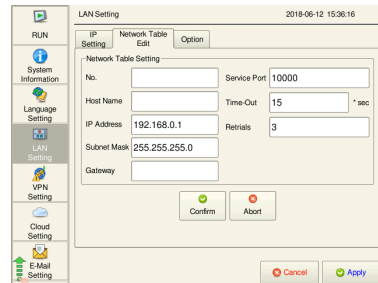 LAN Setting 2018-06-12 15:36:16
RUN
System
Information
Language
Setting
LAN
Setting
VPN
Setting
Cloud
Setting
E-Mail
Setting
IP
Setting
Network Table
Edit
Option
Network Table Setting
No.
Service Port 10000
Host Name
Time-Out 15 * sec
IP Address 192.168.0.1
Retrials 3
Subnet Mask 255.255.255.0
Gateway
Confirm Abort
Cancel Apply